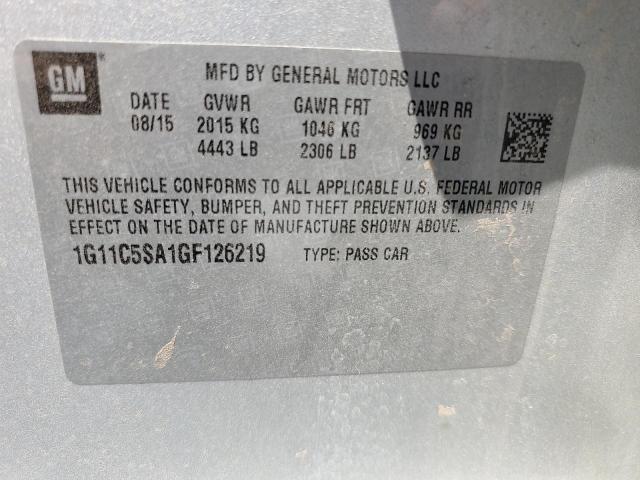 GM
MFD BY GENERAL MOTORS LLC
DATE GVWR GAWR FRT GAWR RR
08/15 2015 KG 1046 KG 969 KG
4443 LB 2306 LB 2137 LB
THIS VEHICLE CONFORMS TO ALL APPLICABLE U.S. FEDERAL MOTOR
VEHICLE SAFETY, BUMPER, AND THEFT PREVENTION STANDARDS IN
EFFECT ON THE DATE OF MANUFACTURE SHOWN ABOVE.
1G11C5SA1GF126219 TYPE: PASS CAR